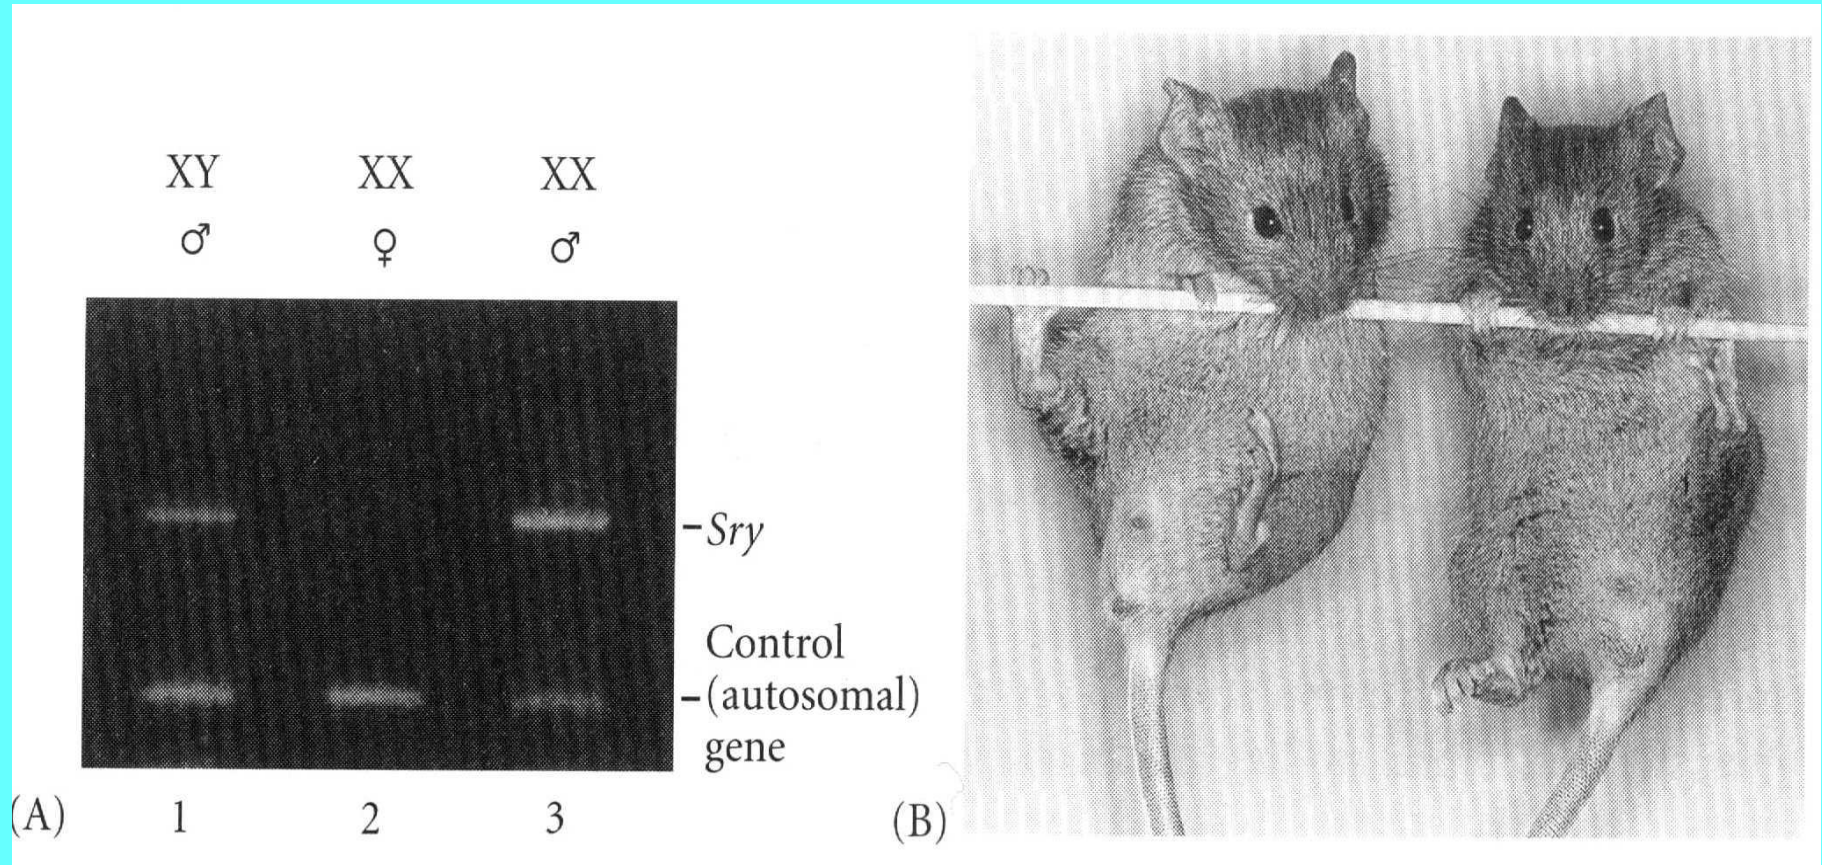 XY XX XX
♂ ♀ ♂
Sry
Control
(autosomal)
gene
(A) 1 2 3 (B)